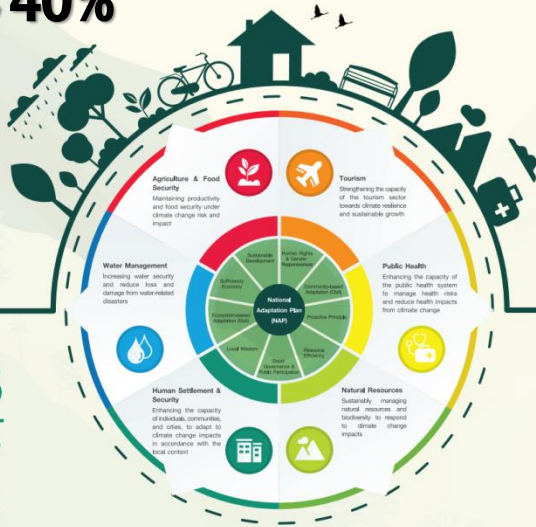 40%
Agriculture & Food
Security
Maintaining productivity
and food security under
climate change risk and
impact
Tourism
Strengthening the capacity
of the tourism sector
towards climate resilience
and sustainable growth
Water Management
Increasing water security
and reduce loss and
damage from water-related
disasters
Public Health
Enhancing the capacity of
the public health system
to manage health risks
and reduce health impacts
from climate change
Human Settlement &
Security
Enhancing the capacity
of individuals, communities,
and cities, to adapt to
climate change impacts
in accordance with the
local context
Natural Resources
Sustainably managing
natural resources and
biodiversity to respond
to climate change
impacts
Sustainable
Development
Human Rights
& Gender
Responsiveness
Sufficiency
Economy
Community-based
Adaptation (CbA)
National
Adaptation Plan
(NAP)
Ecosystem-based
Adaptation (EbA)
Proactive Principle
Local Wisdom
Resource
Efficiency
Good
Governance &
Public Participation